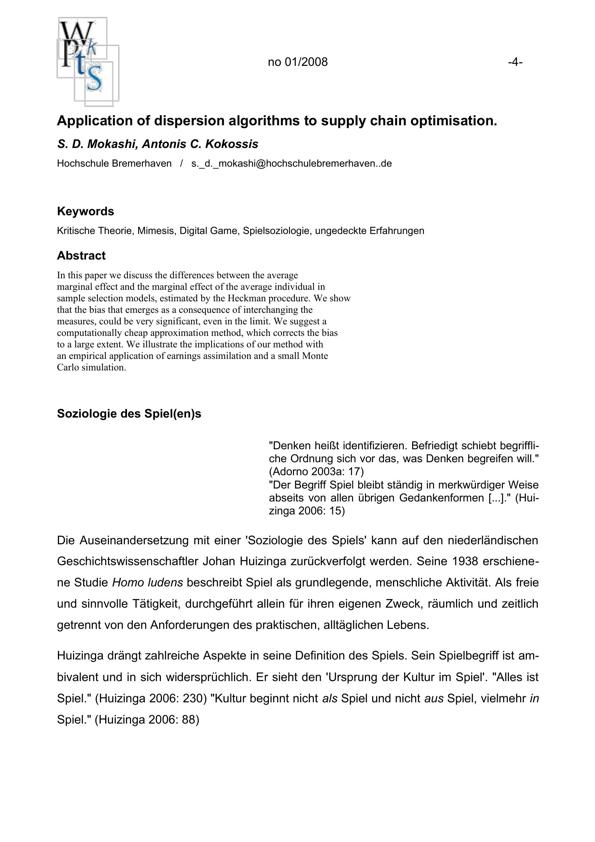 W
Pk
ts
no 01/2008 -4-
Application of dispersion algorithms to supply chain optimisation.
S. D. Mokashi, Antonis C. Kokossis
Hochschule Bremerhaven / s._d._mokashi@hochschulebremerhaven..de
Keywords
Kritische Theorie, Mimesis, Digital Game, Spielsoziologie, ungedeckte Erfahrungen
Abstract
In this paper we discuss the differences between the average
marginal effect and the marginal effect of the average individual in
sample selection models, estimated by the Heckman procedure. We show
that the bias that emerges as a consequence of interchanging the
measures, could be very significant, even in the limit. We suggest a
computationally cheap approximation method, which corrects the bias
to a large extent. We illustrate the implications of our method with
an empirical application of earnings assimilation and a small Monte
Carlo simulation.
Soziologie des Spiel(en)s
"Denken heißt identifizieren. Befriedigt schiebt begriffli-
che Ordnung sich vor das, was Denken begreifen will."
(Adorno 2003a: 17)
"Der Begriff Spiel bleibt ständig in merkwürdiger Weise
abseits von allen übrigen Gedankenformen [...]." (Hui-
zinga 2006: 15)
Die Auseinandersetzung mit einer 'Soziologie des Spiels' kann auf den niederländischen
Geschichtswissenschaftler Johan Huizinga zurückverfolgt werden. Seine 1938 erschiene-
ne Studie Homo ludens beschreibt Spiel als grundlegende, menschliche Aktivität. Als freie
und sinnvolle Tätigkeit, durchgeführt allein für ihren eigenen Zweck, räumlich und zeitlich
getrennt von den Anforderungen des praktischen, alltäglichen Lebens.
Huizinga drängt zahlreiche Aspekte in seine Definition des Spiels. Sein Spielbegriff ist am-
bivalent und in sich widersprüchlich. Er sieht den 'Ursprung der Kultur im Spiel'. "Alles ist
Spiel." (Huizinga 2006: 230) "Kultur beginnt nicht als Spiel und nicht aus Spiel, vielmehr in
Spiel." (Huizinga 2006: 88)